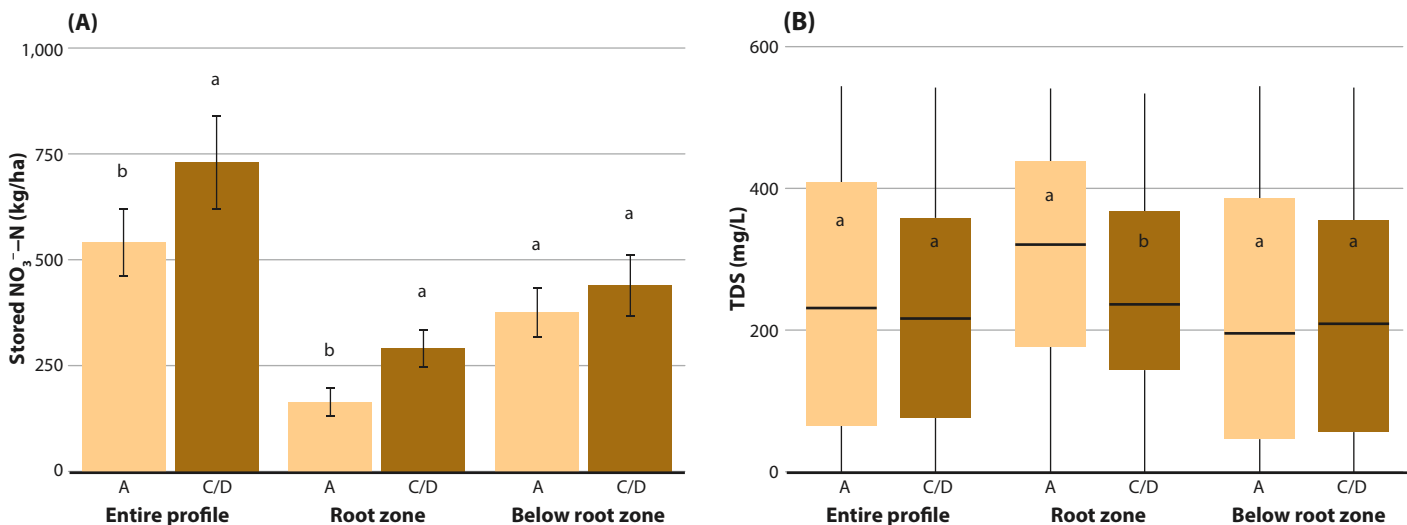 (A)
Stored NO3−–N (kg/ha)
1,000
750
500
250
0
b
a
b
a
a
a
A
C/D
A
C/D
A
C/D
Entire profile
Root zone
Below root zone
(B)
TDS (mg/L)
600
400
200
0
a
a
a
b
a
a
A
C/D
A
C/D
A
C/D
Entire profile
Root zone
Below root zone